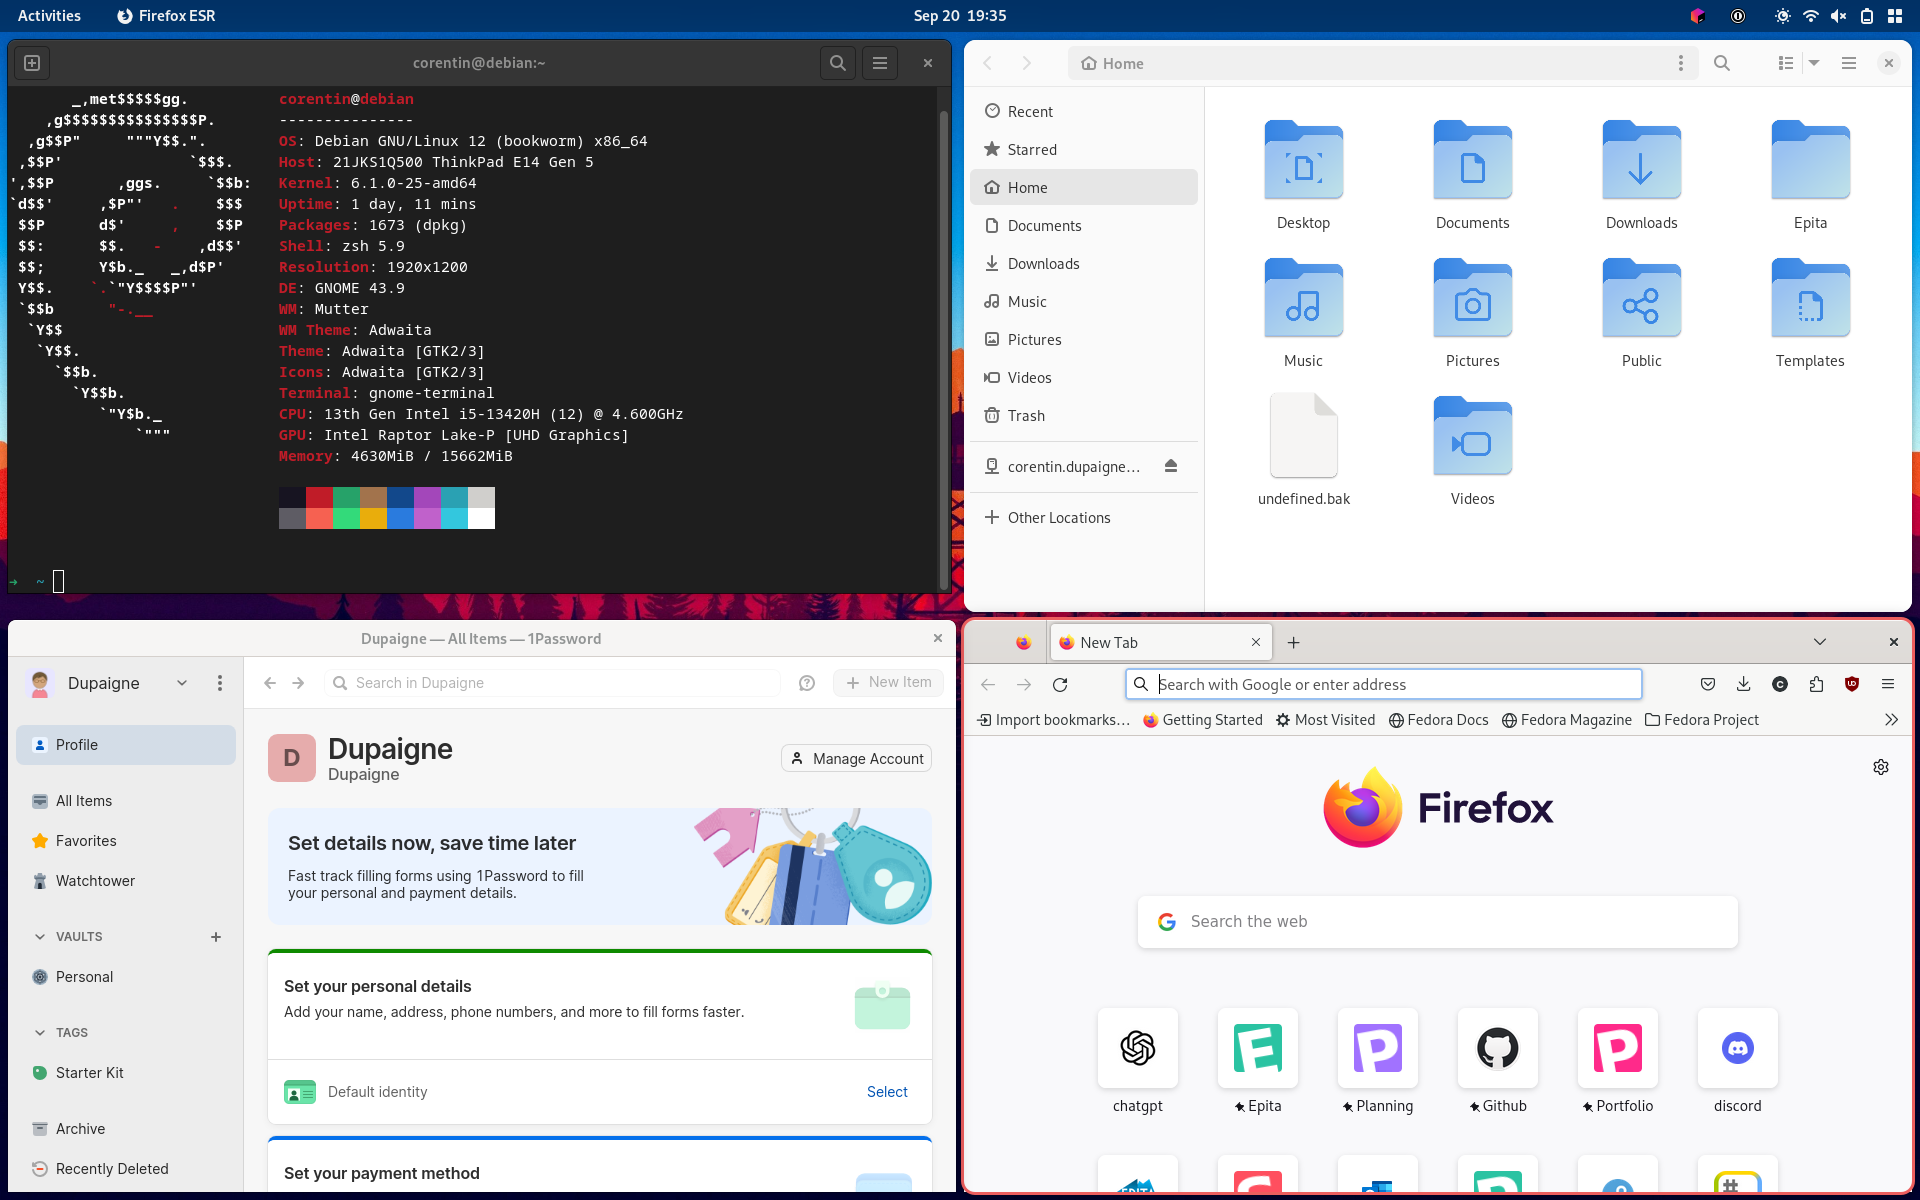 Activities
Firefox ESR
Sep 20 19:35
corentin@debian:~
_,met$$$$$gg.
,g$$$$$$$$$$$$$$$P.
,g$$P" """Y$$.".
,$$P' `$$$.
',$$P ,ggs. `$$b:
`d$$' ,$P"' . $$$
$$P d$' , $$P
$$: $$. - ,d$$'
$$; Y$b._ _,d$P'
Y$$. `.`"Y$$$$P"'
`$$b "-.__
`Y$$
`Y$$.
`$$b.
`Y$$b.
`"Y$b._
`"""
corentin@debian
---------------
OS: Debian GNU/Linux 12 (bookworm) x86_64
Host: 21JKS1Q500 ThinkPad E14 Gen 5
Kernel: 6.1.0-25-amd64
Uptime: 1 day, 11 mins
Packages: 1673 (dpkg)
Shell: zsh 5.9
Resolution: 1920x1200
DE: GNOME 43.9
WM: Mutter
WM Theme: Adwaita
Theme: Adwaita [GTK2/3]
Icons: Adwaita [GTK2/3]
Terminal: gnome-terminal
CPU: 13th Gen Intel i5-13420H (12) @ 4.600GHz
GPU: Intel Raptor Lake-P [UHD Graphics]
Memory: 4630MiB / 15662MiB
→ ~
Home
Recent
Starred
Home
Documents
Downloads
Music
Pictures
Videos
Trash
corentin.dupaigne...
Other Locations
Desktop
Documents
Downloads
Epita
Music
Pictures
Public
Templates
undefined.bak
Videos
Dupaigne — All Items — 1Password
Dupaigne
Search in Dupaigne
New Item
Profile
All Items
Favorites
Watchtower
VAULTS
Personal
TAGS
Starter Kit
Archive
Recently Deleted
D
Dupaigne
Dupaigne
Manage Account
Set details now, save time later
Fast track filling forms using 1Password to fill
your personal and payment details.
Set your personal details
Add your name, address, phone numbers, and more to fill forms faster.
Default identity
Select
Set your payment method
New Tab
Search with Google or enter address
Import bookmarks...
Getting Started
Most Visited
Fedora Docs
Fedora Magazine
Fedora Project
Firefox
Search the web
chatgpt
Epita
Planning
Github
Portfolio
discord